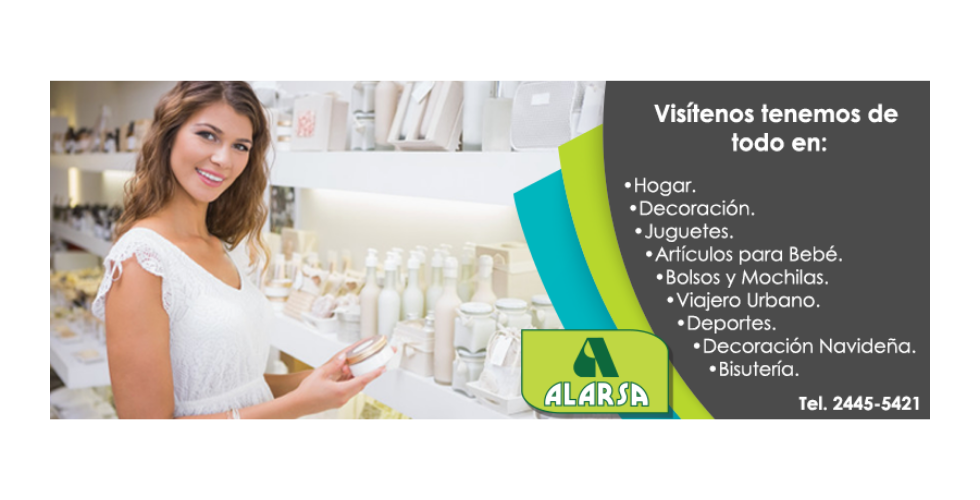 Visítenos tenemos de
todo en:
•Hogar.
•Decoración.
•Juguetes.
•Artículos para Bebé.
•Bolsos y Mochilas.
•Viajero Urbano.
•Deportes.
•Decoración Navideña.
•Bisutería.
A
ALARSA
Tel. 2445-5421